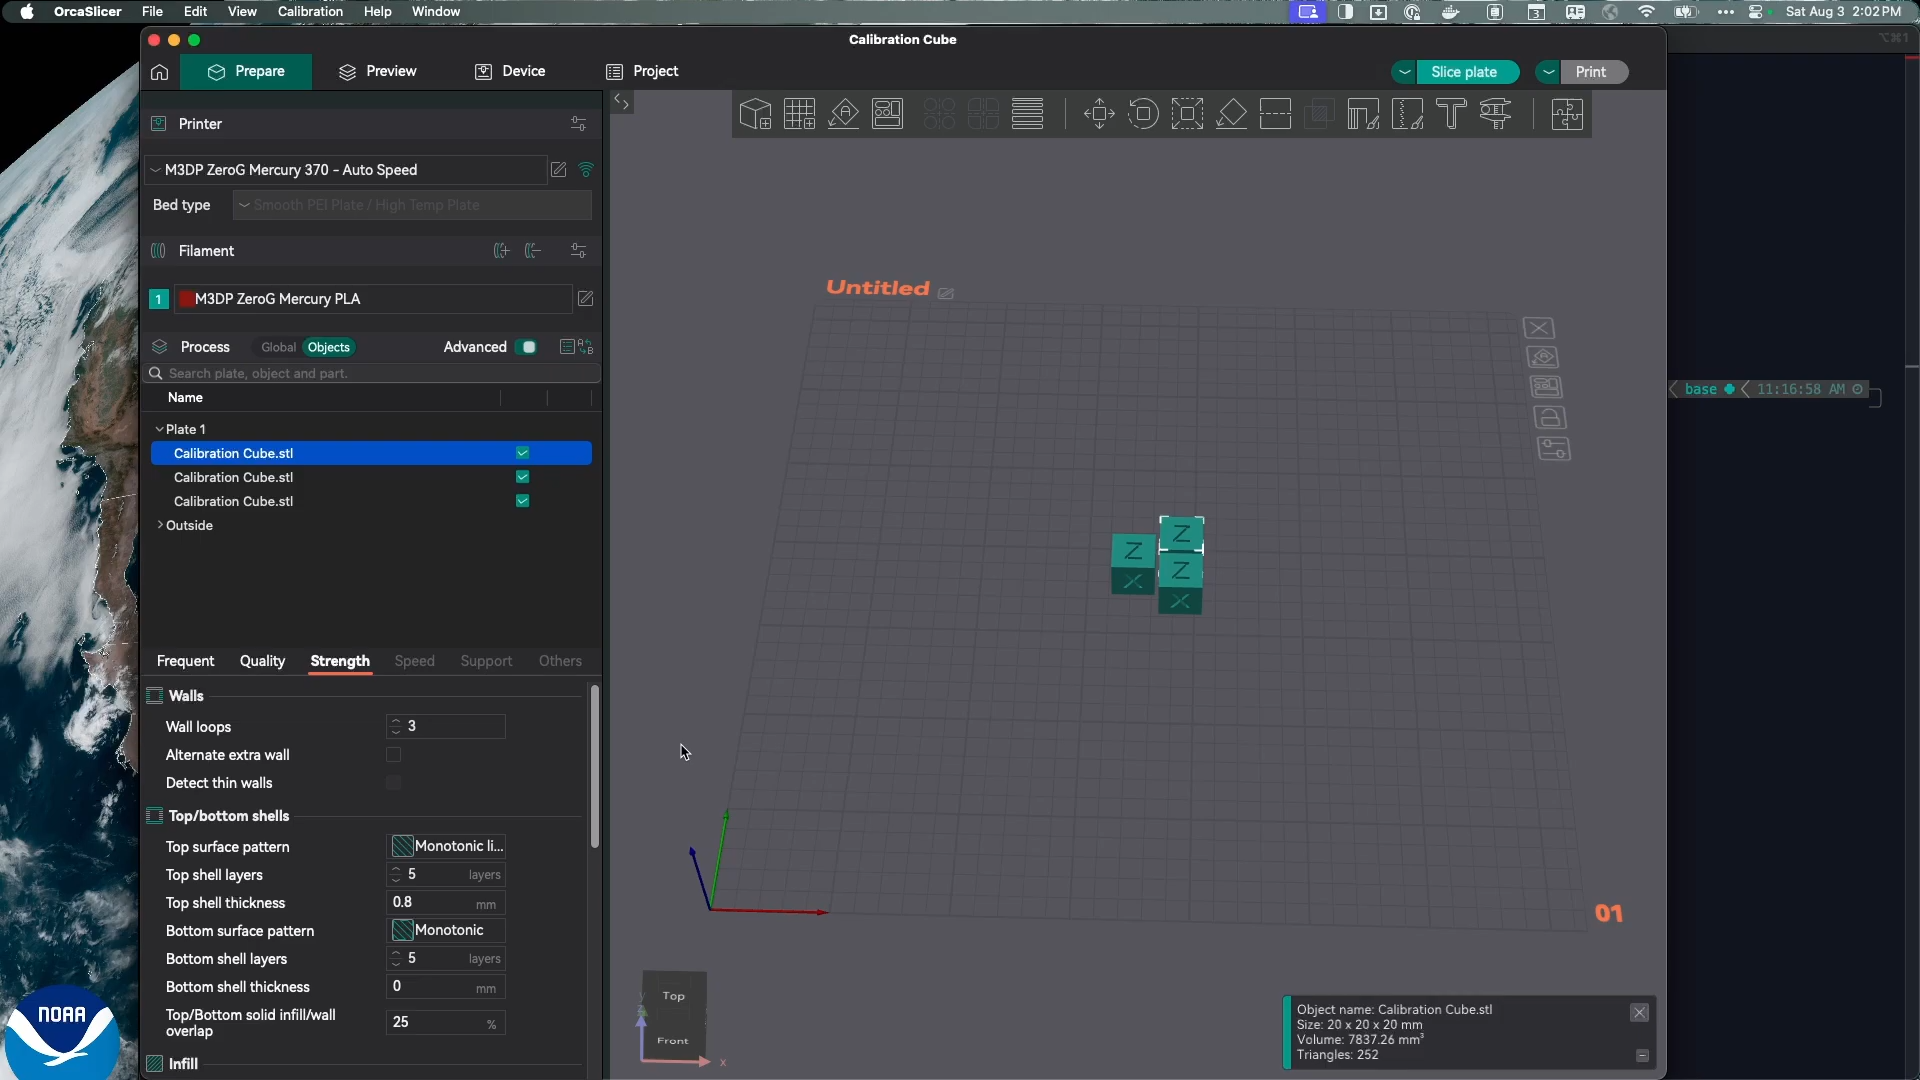 OrcaSlicer File Edit View Calibration Help Window 3 Sat Aug 3 2:02 PM
Calibration Cube
⌥⌘1
Prepare Preview Device Project Slice plate Print
Printer
M3DP ZeroG Mercury 370 - Auto Speed
Bed type Smooth PEI Plate / High Temp Plate
Filament
1 M3DP ZeroG Mercury PLA
Process Global Objects Advanced
Search plate, object and part.
Name
Plate 1
Calibration Cube.stl
Calibration Cube.stl
Calibration Cube.stl
Outside
Frequent Quality Strength Speed Support Others
Walls
Wall loops 3
Alternate extra wall
Detect thin walls
Top/bottom shells
Top surface pattern Monotonic li...
Top shell layers 5 layers
Top shell thickness 0.8 mm
Bottom surface pattern Monotonic
Bottom shell layers 5 layers
Bottom shell thickness 0 mm
Top/Bottom solid infill/wall
overlap 25 %
Infill
Untitled
Z
Z
Z
X
X
01
Top
Front
x
Object name: Calibration Cube.stl
Size: 20 x 20 x 20 mm
Volume: 7837.26 mm³
Triangles: 252
base 11:16:58 AM
NOAA